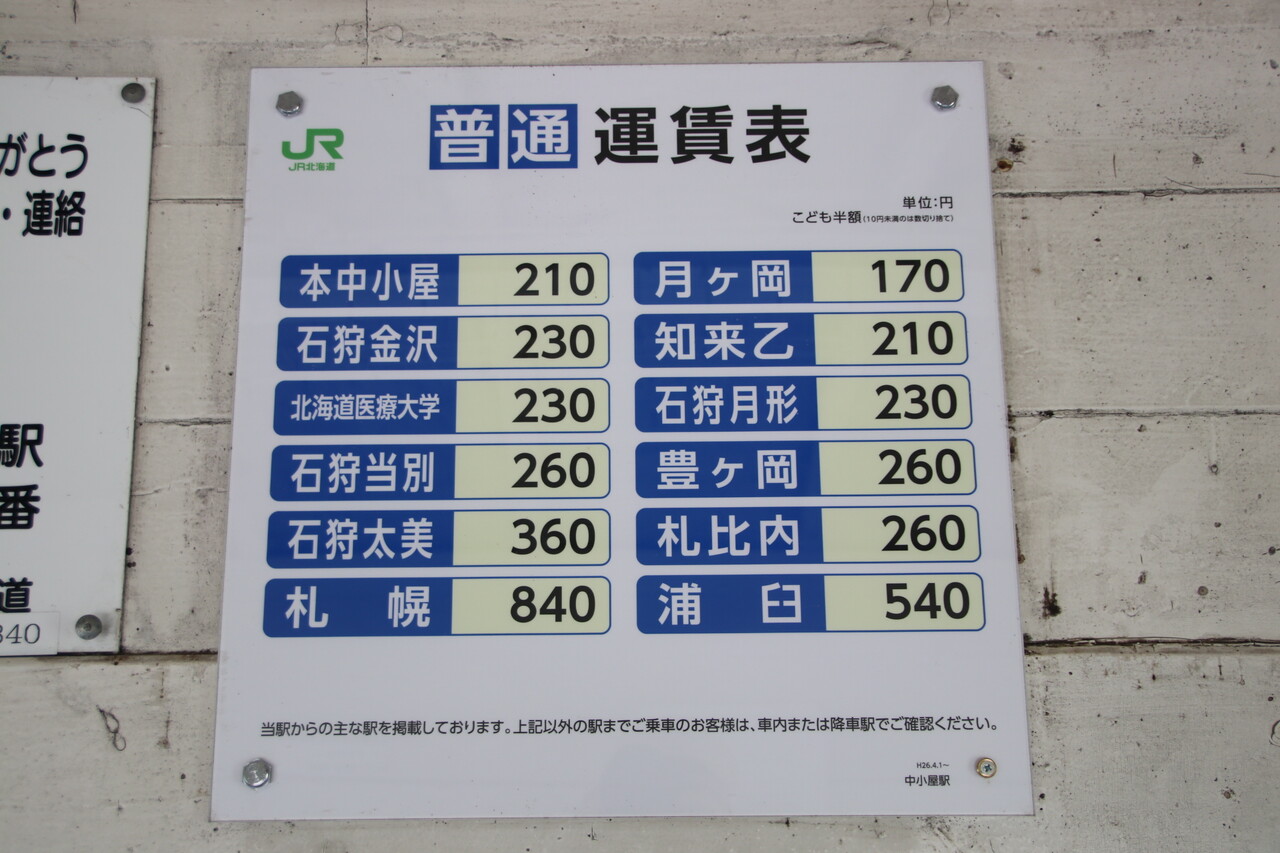 がとう
・連絡
駅
番
道
340
JR
JR北海道
普通運賃表
単位:円
こども半額(10円未満のは数切り捨て)
本中小屋 210
石狩金沢 230
北海道医療大学 230
石狩当別 260
石狩太美 360
札幌 840
月ヶ岡 170
知来乙 210
石狩月形 230
豊ヶ岡 260
札比内 260
浦臼 540
当駅からの主な駅を掲載しております。上記以外の駅までご乗車のお客様は、車内または降車駅でご確認ください。
H26.4.1~
中小屋駅